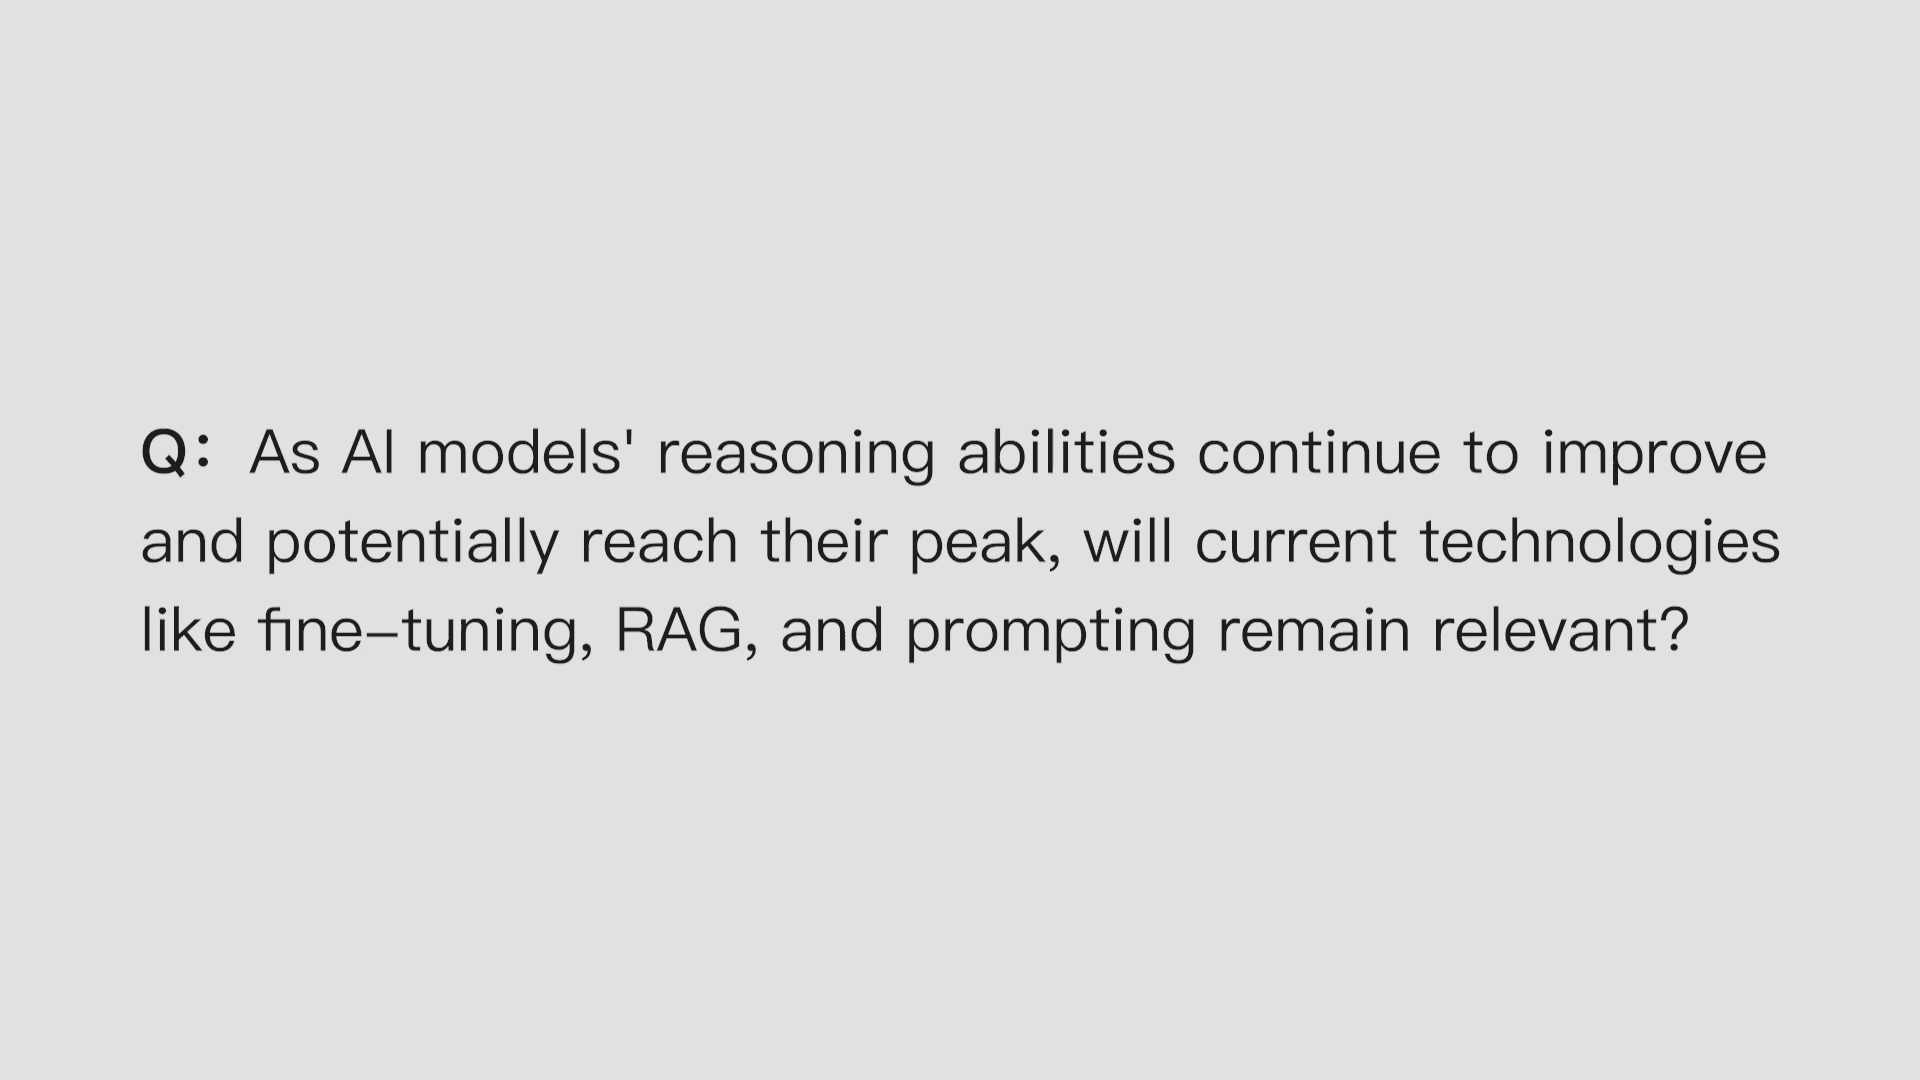 Q: As AI models' reasoning abilities continue to improve
and potentially reach their peak, will current technologies
like fine-tuning, RAG, and prompting remain relevant?